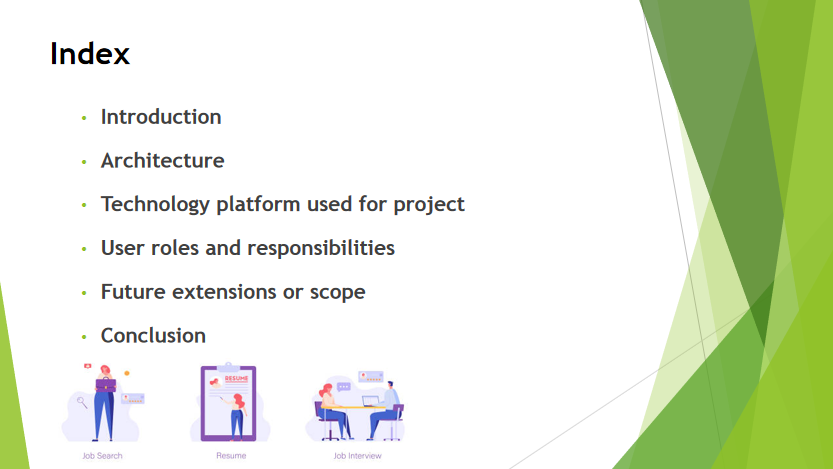 Index
• Introduction
• Architecture
• Technology platform used for project
• User roles and responsibilities
• Future extensions or scope
• Conclusion
RESUME
Job Search
Resume
Job Interview